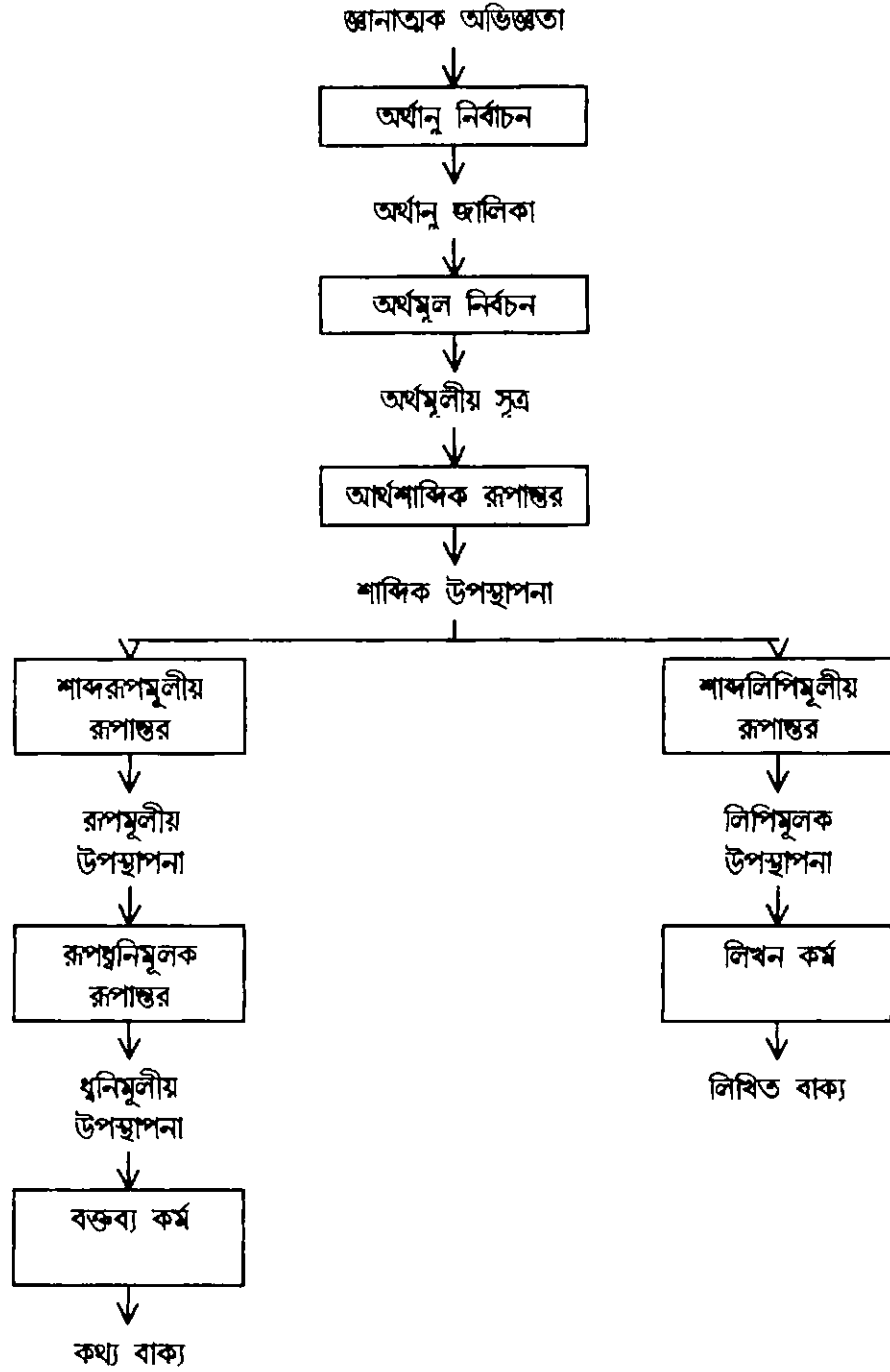 জ্ঞানাত্মক অভিজ্ঞতা
অর্থানু নির্বাচন
অর্থানু জালিকা
অর্থমূল নির্বচন
অর্থমূলীয় সূত্র
আর্থশাব্দিক রূপান্তর
শাব্দিক উপস্থাপনা
শাব্দরূপমূলীয়
রূপান্তর
রূপমূলীয়
উপস্থাপনা
রূপধ্বনিমূলক
রূপান্তর
ধ্বনিমূলীয়
উপস্থাপনা
বক্তব্য কর্ম
কথ্য বাক্য
শাব্দলিপিমূলীয়
রূপান্তর
লিপিমূলক
উপস্থাপনা
লিখন কর্ম
লিখিত বাক্য